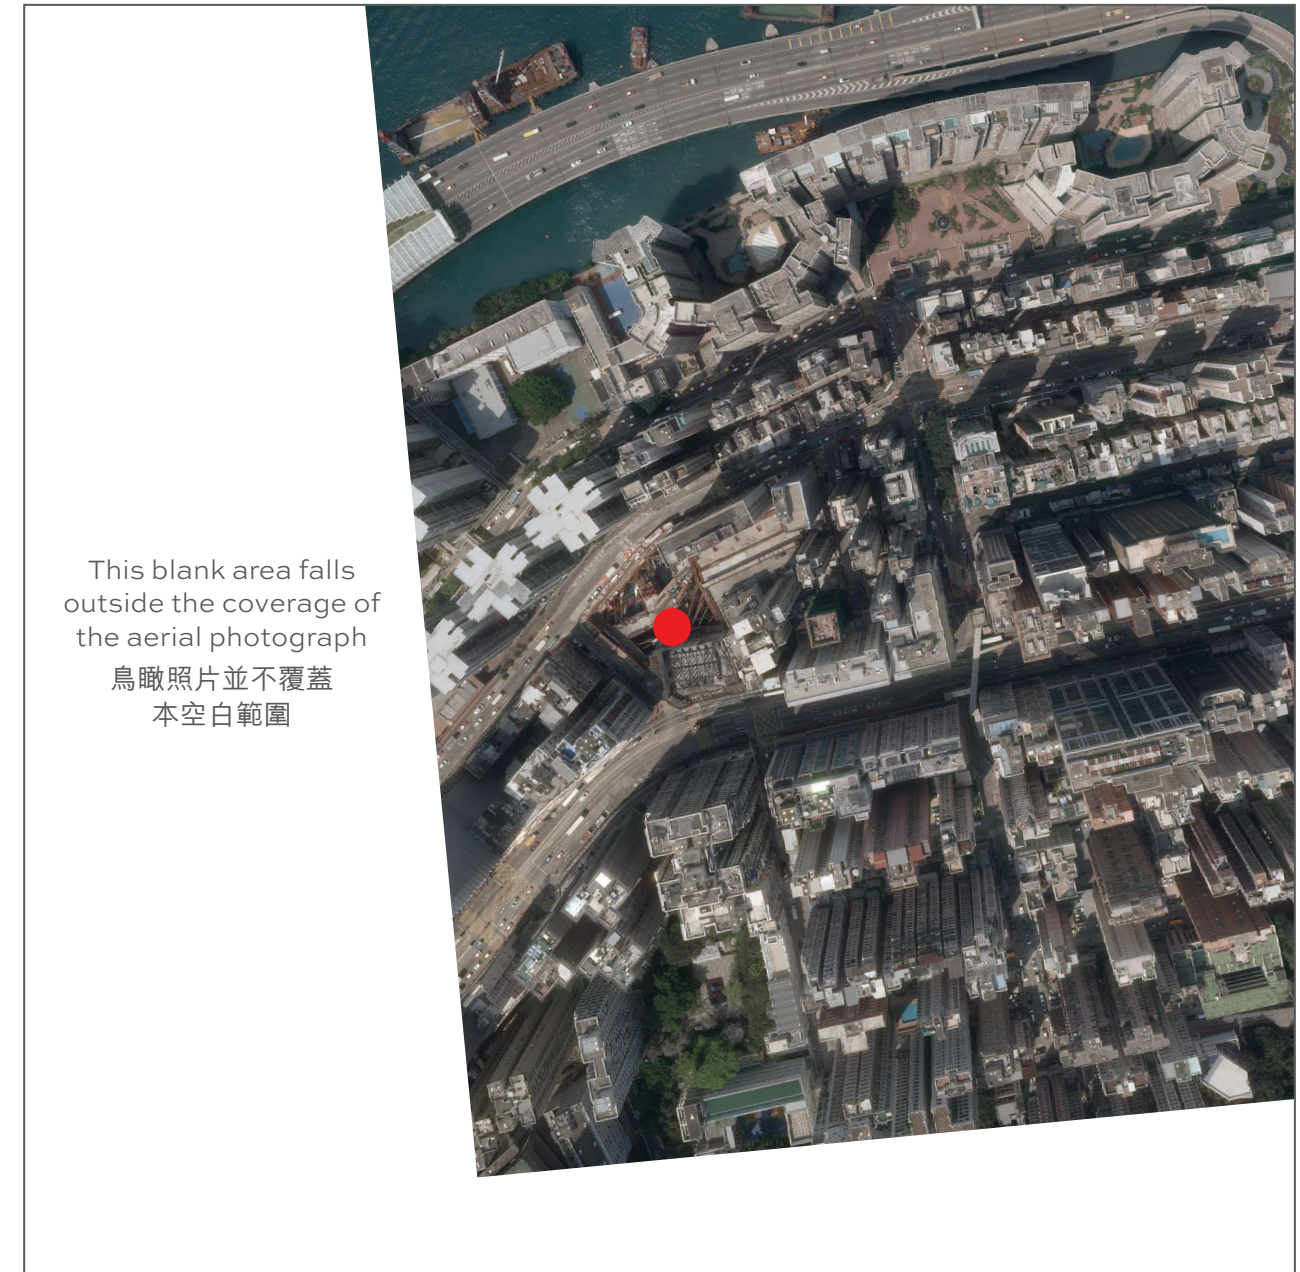 This blank area falls
outside the coverage of
the aerial photograph
鳥瞰照片並不覆蓋
本空白範圍